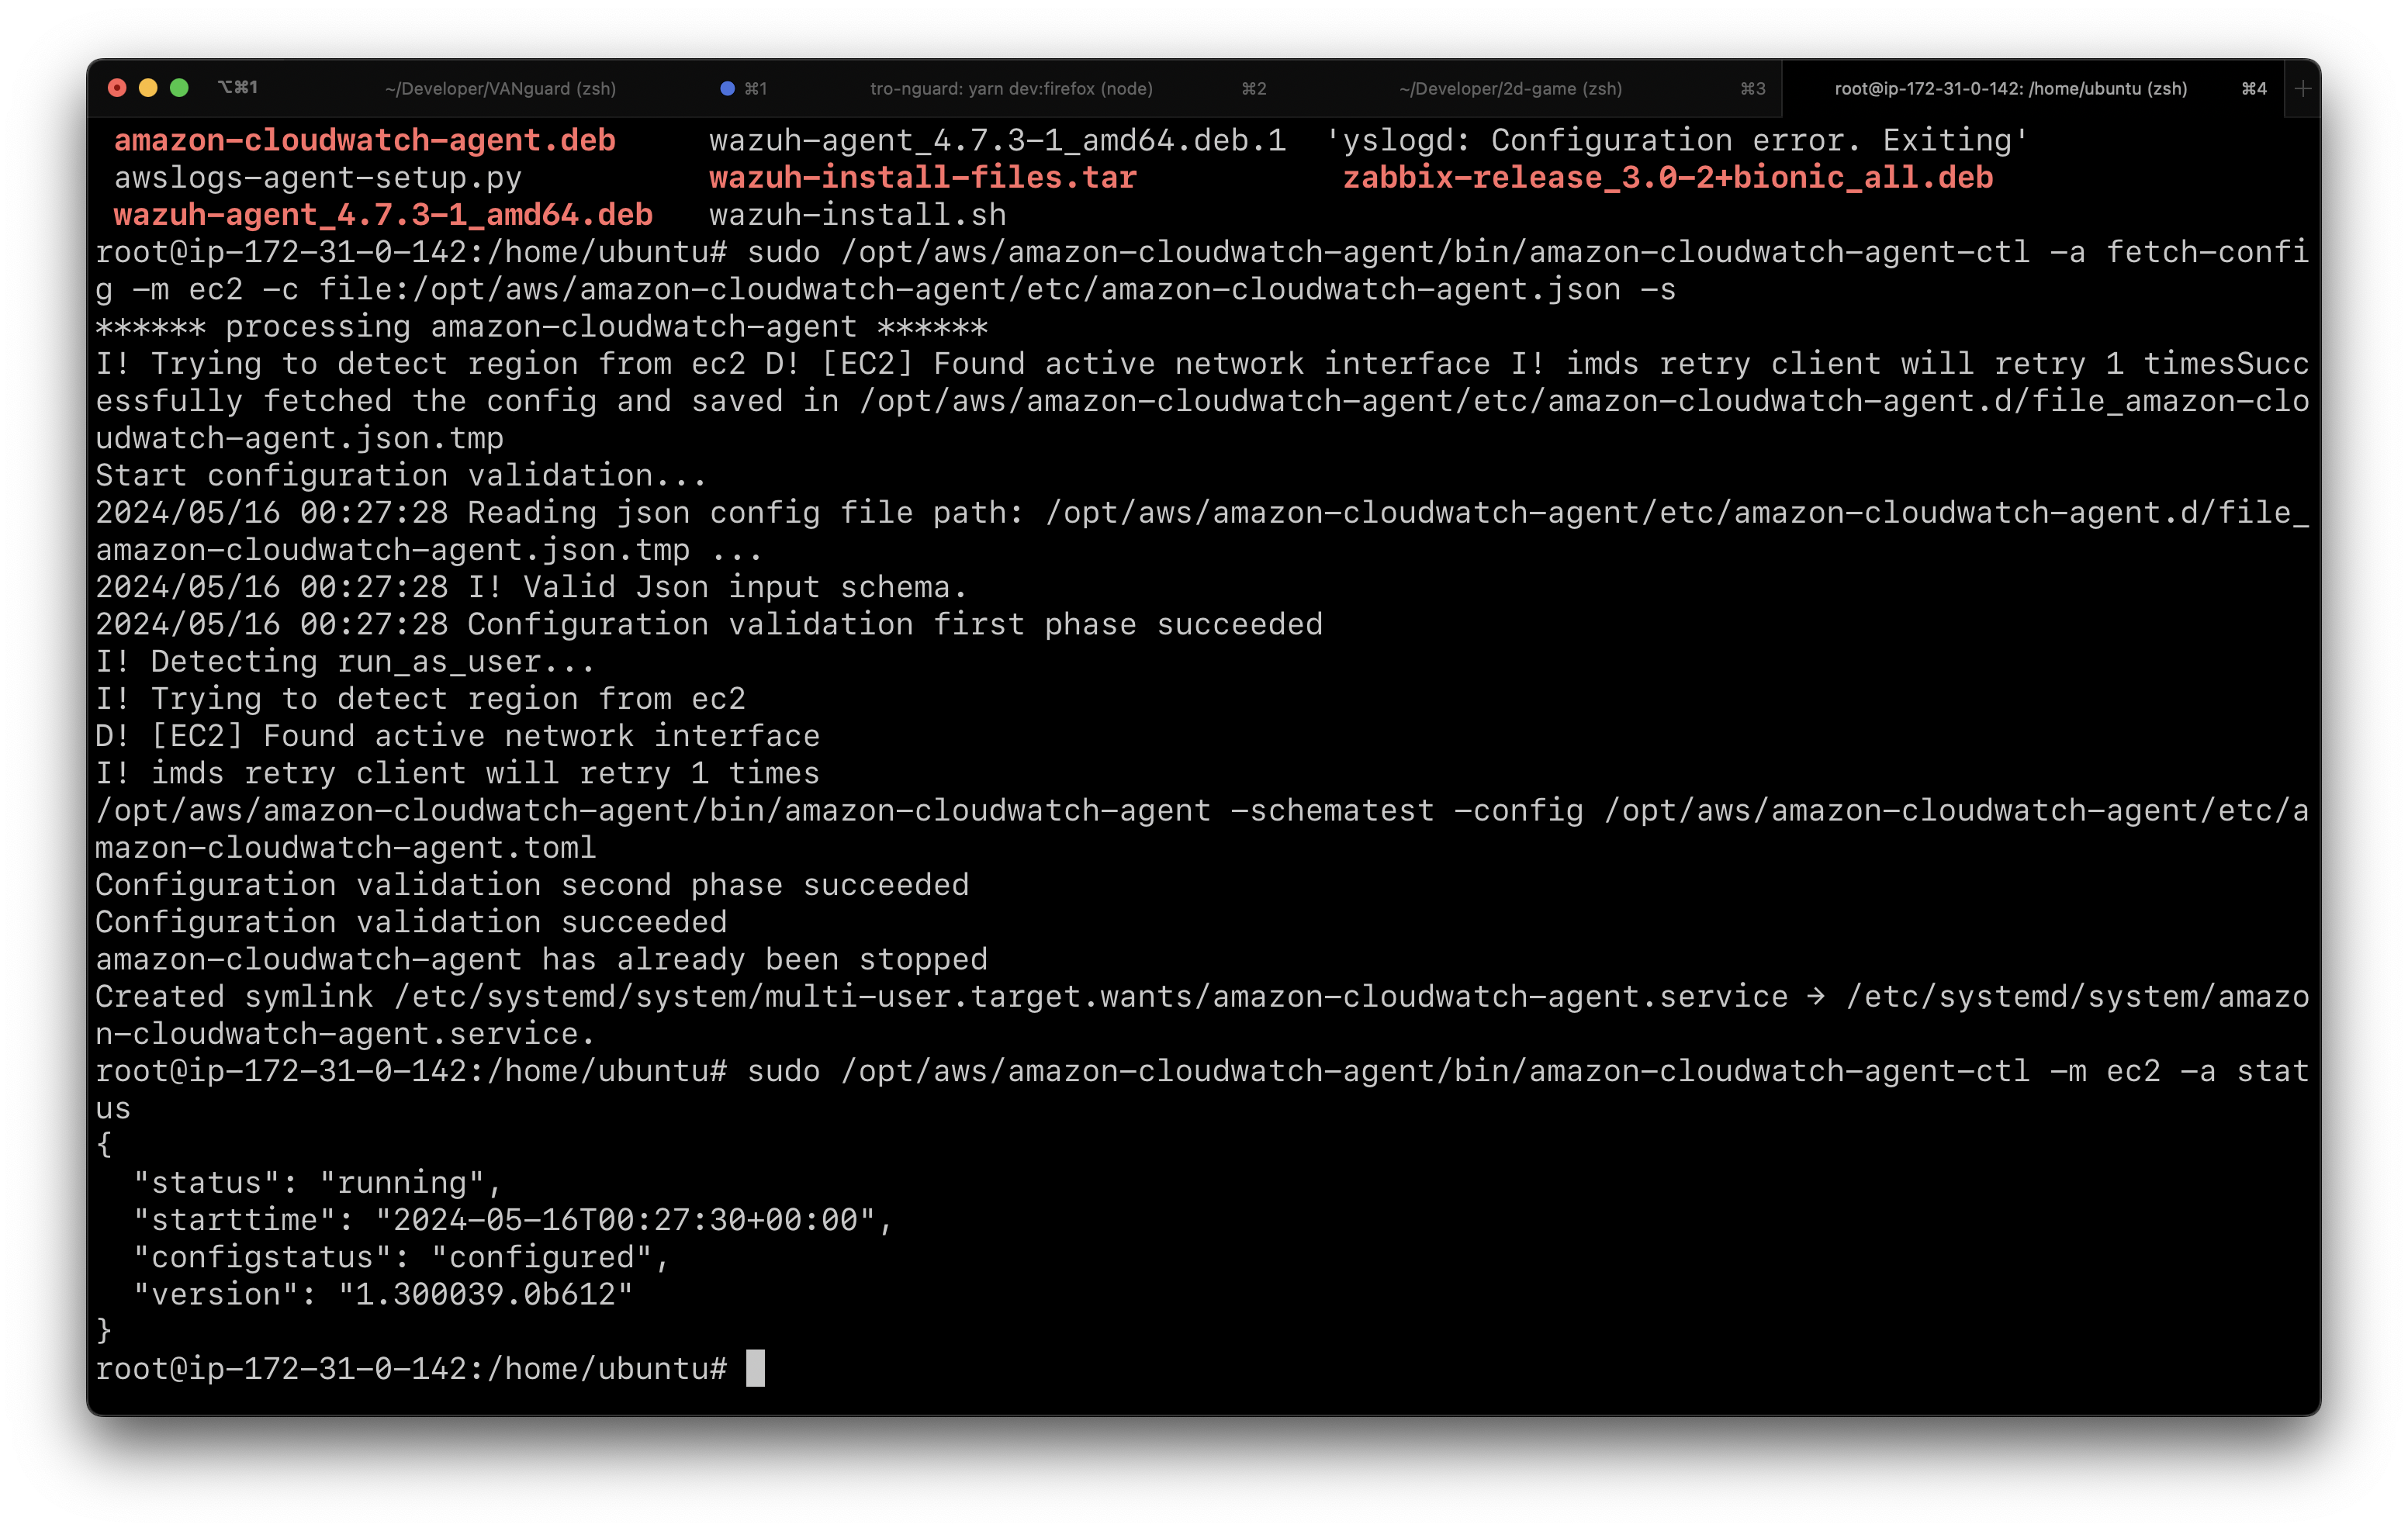 ⌥⌘1 ~/Developer/VANguard (zsh) ⌘1 tro-nguard: yarn dev:firefox (node) ⌘2 ~/Developer/2d-game (zsh) ⌘3 root@ip-172-31-0-142: /home/ubuntu (zsh) ⌘4 +
amazon-cloudwatch-agent.deb wazuh-agent_4.7.3-1_amd64.deb.1 'yslogd: Configuration error. Exiting'
awslogs-agent-setup.py wazuh-install-files.tar zabbix-release_3.0-2+bionic_all.deb
wazuh-agent_4.7.3-1_amd64.deb wazuh-install.sh
root@ip-172-31-0-142:/home/ubuntu# sudo /opt/aws/amazon-cloudwatch-agent/bin/amazon-cloudwatch-agent-ctl -a fetch-confi
g -m ec2 -c file:/opt/aws/amazon-cloudwatch-agent/etc/amazon-cloudwatch-agent.json -s
****** processing amazon-cloudwatch-agent ******
I! Trying to detect region from ec2 D! [EC2] Found active network interface I! imds retry client will retry 1 timesSucc
essfully fetched the config and saved in /opt/aws/amazon-cloudwatch-agent/etc/amazon-cloudwatch-agent.d/file_amazon-clo
udwatch-agent.json.tmp
Start configuration validation...
2024/05/16 00:27:28 Reading json config file path: /opt/aws/amazon-cloudwatch-agent/etc/amazon-cloudwatch-agent.d/file_
amazon-cloudwatch-agent.json.tmp ...
2024/05/16 00:27:28 I! Valid Json input schema.
2024/05/16 00:27:28 Configuration validation first phase succeeded
I! Detecting run_as_user...
I! Trying to detect region from ec2
D! [EC2] Found active network interface
I! imds retry client will retry 1 times
/opt/aws/amazon-cloudwatch-agent/bin/amazon-cloudwatch-agent -schematest -config /opt/aws/amazon-cloudwatch-agent/etc/a
mazon-cloudwatch-agent.toml
Configuration validation second phase succeeded
Configuration validation succeeded
amazon-cloudwatch-agent has already been stopped
Created symlink /etc/systemd/system/multi-user.target.wants/amazon-cloudwatch-agent.service → /etc/systemd/system/amazo
n-cloudwatch-agent.service.
root@ip-172-31-0-142:/home/ubuntu# sudo /opt/aws/amazon-cloudwatch-agent/bin/amazon-cloudwatch-agent-ctl -m ec2 -a stat
us
{
  "status": "running",
  "starttime": "2024-05-16T00:27:30+00:00",
  "configstatus": "configured",
  "version": "1.300039.0b612"
}
root@ip-172-31-0-142:/home/ubuntu#